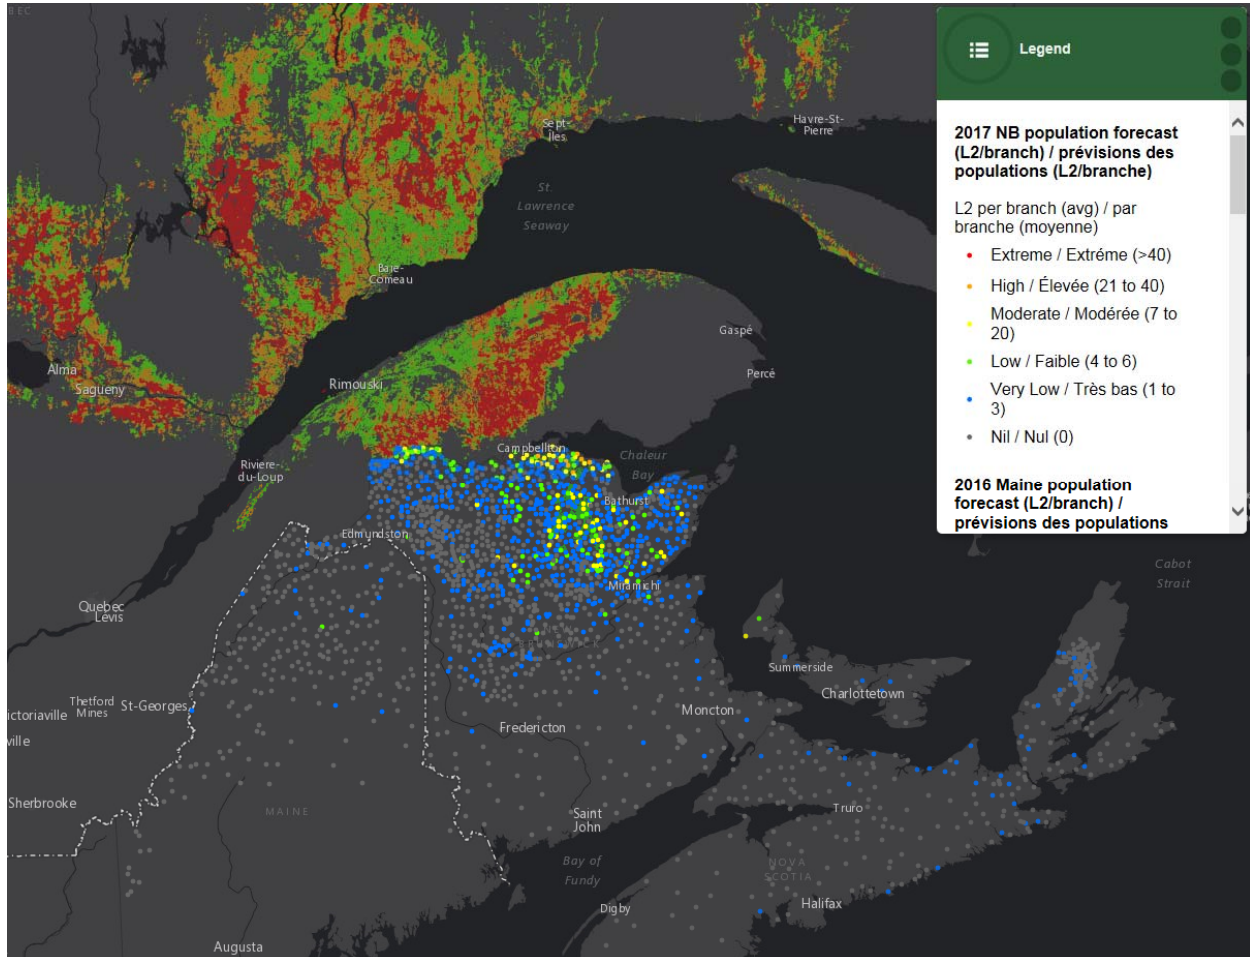 EC
Legend
2017 NB population forecast
(L2/branch) / prévisions des
populations (L2/branche)
L2 per branch (avg) / par
branche (moyenne)
Extreme / Extréme (>40)
High / Élevée (21 to 40)
Moderate / Modérée (7 to
20)
Low / Faible (4 to 6)
Very Low / Très bas (1 to
3)
Nil / Nul (0)
2016 Maine population
forecast (L2/branch) /
prévisions des populations
Sept-
Îles
Havre-St-
Pierre
St
Lawrence
Seaway
Baie-
Comeau
Gaspé
Percé
Alma
Sagueny
Rimouski
Riviere-
du-Loup
Campbellton
Chaleur
Bay
Bathurst
Edmundston
Miramichi
Cabot
Strait
Quebec
Lévis
Summerside
Charlottetown
Thetford
Mines
St-Georges
ictoriaville
ville
Moncton
Fredericton
Sherbrooke
MAINE
Saint
John
Truro
Bay of
Fundy
NOVA
SCOTIA
Digby
Halifax
Augusta